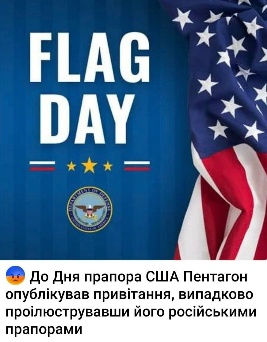 FLAG
DAY
😡 До Дня прапора США Пентагон
опублікував привітання, випадково
проілюструвавши його російськими
прапорами